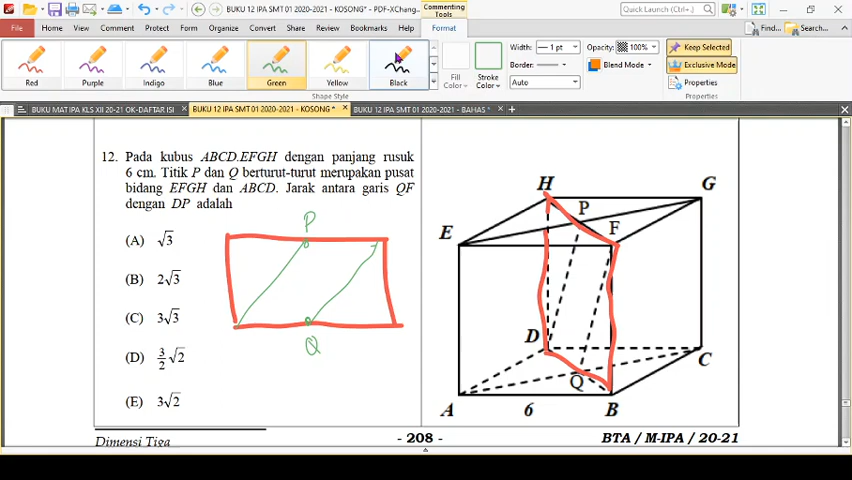 BUKU 12 IPA SMT 01 2020-2021 - KOSONG* - PDF-XChang
Commenting Tools
Quick Launch (Ctrl+.)
File
Home
View
Comment
Protect
Form
Organize
Convert
Share
Review
Bookmarks
Help
Format
Find...
Search...
Red
Purple
Indigo
Blue
Green
Yellow
Black
Shape Style
Fill Color
Stroke Color
Width: 1 pt
Border:
Auto
Opacity: 100%
Blend Mode
Properties
Keep Selected
Exclusive Mode
Properties
BUKU MAT IPA KLS XII 20-21 OK-DAFTAR ISI
BUKU 12 IPA SMT 01 2020-2021 - KOSONG *
BUKU 12 IPA SMT 01 2020-2021 - BAHAS *
12. Pada kubus ABCD.EFGH dengan panjang rusuk
6 cm. Titik P dan Q berturut-turut merupakan pusat
bidang EFGH dan ABCD. Jarak antara garis QF
dengan DP adalah
(A) √3
(B) 2√3
(C) 3√3
(D) 3/2 √2
(E) 3√2
P
Q
H
G
P
E
F
D
C
Q
A
6
B
Dimensi Tiga
- 208 -
BTA / M-IPA / 20-21